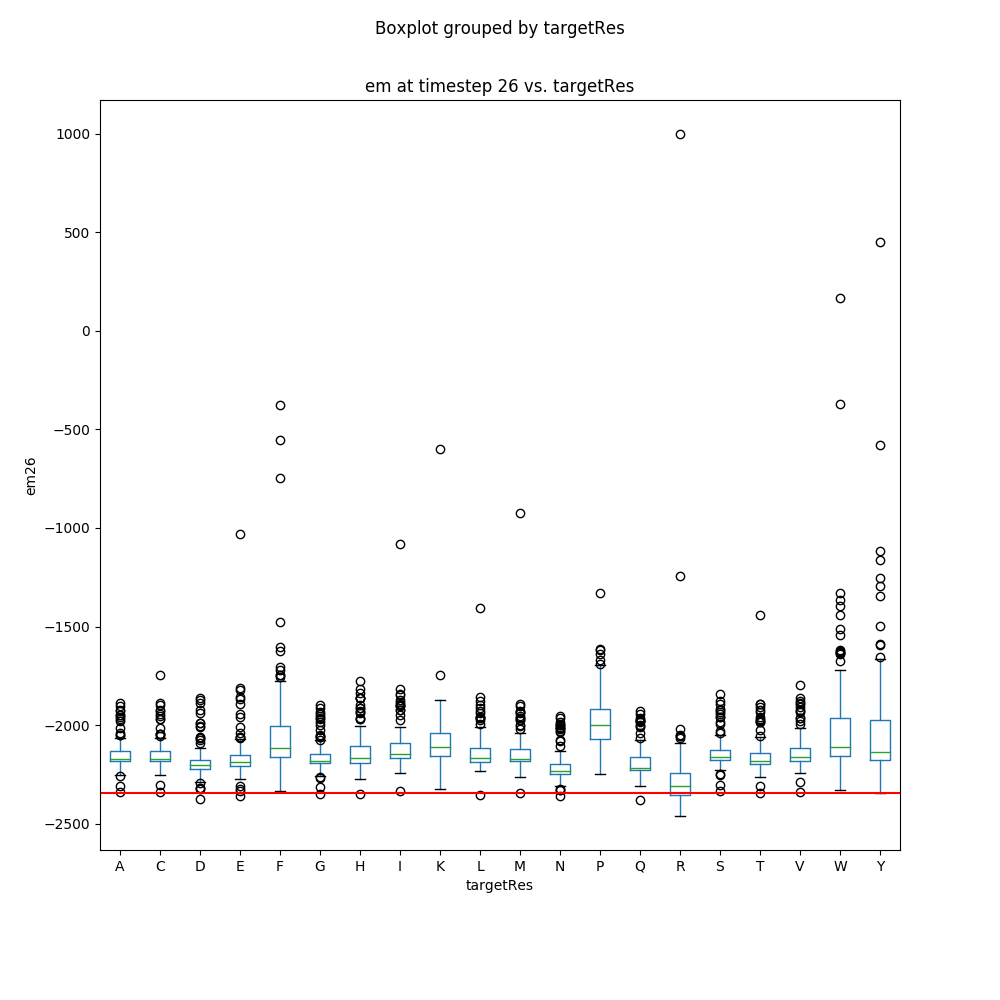 Boxplot grouped by targetRes
em at timestep 26 vs. targetRes
1000
500
0
−500
−1000
−1500
−2000
−2500
em26
A C D E F G H I K L M N P Q R S T V W Y
targetRes